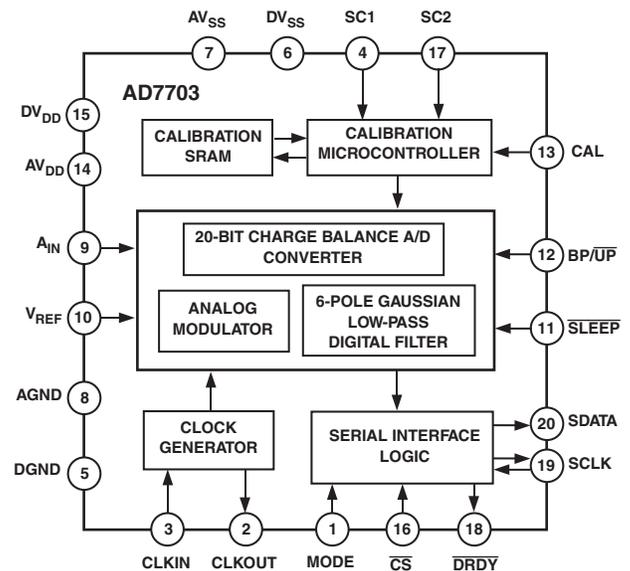 AVSS DVSS SC1 SC2
7 6 4 17
AD7703
DVDD 15
CALIBRATION
SRAM
CALIBRATION
MICROCONTROLLER
13 CAL
AVDD 14
20-BIT CHARGE BALANCE A/D
CONVERTER
AIN 9
12 BP/UP
ANALOG
MODULATOR
6-POLE GAUSSIAN
LOW-PASS
DIGITAL FILTER
VREF 10
11 SLEEP
AGND 8
CLOCK
GENERATOR
SERIAL INTERFACE
LOGIC
20 SDATA
19 SCLK
DGND 5
3 2 1 16 18
CLKIN CLKOUT MODE CS DRDY